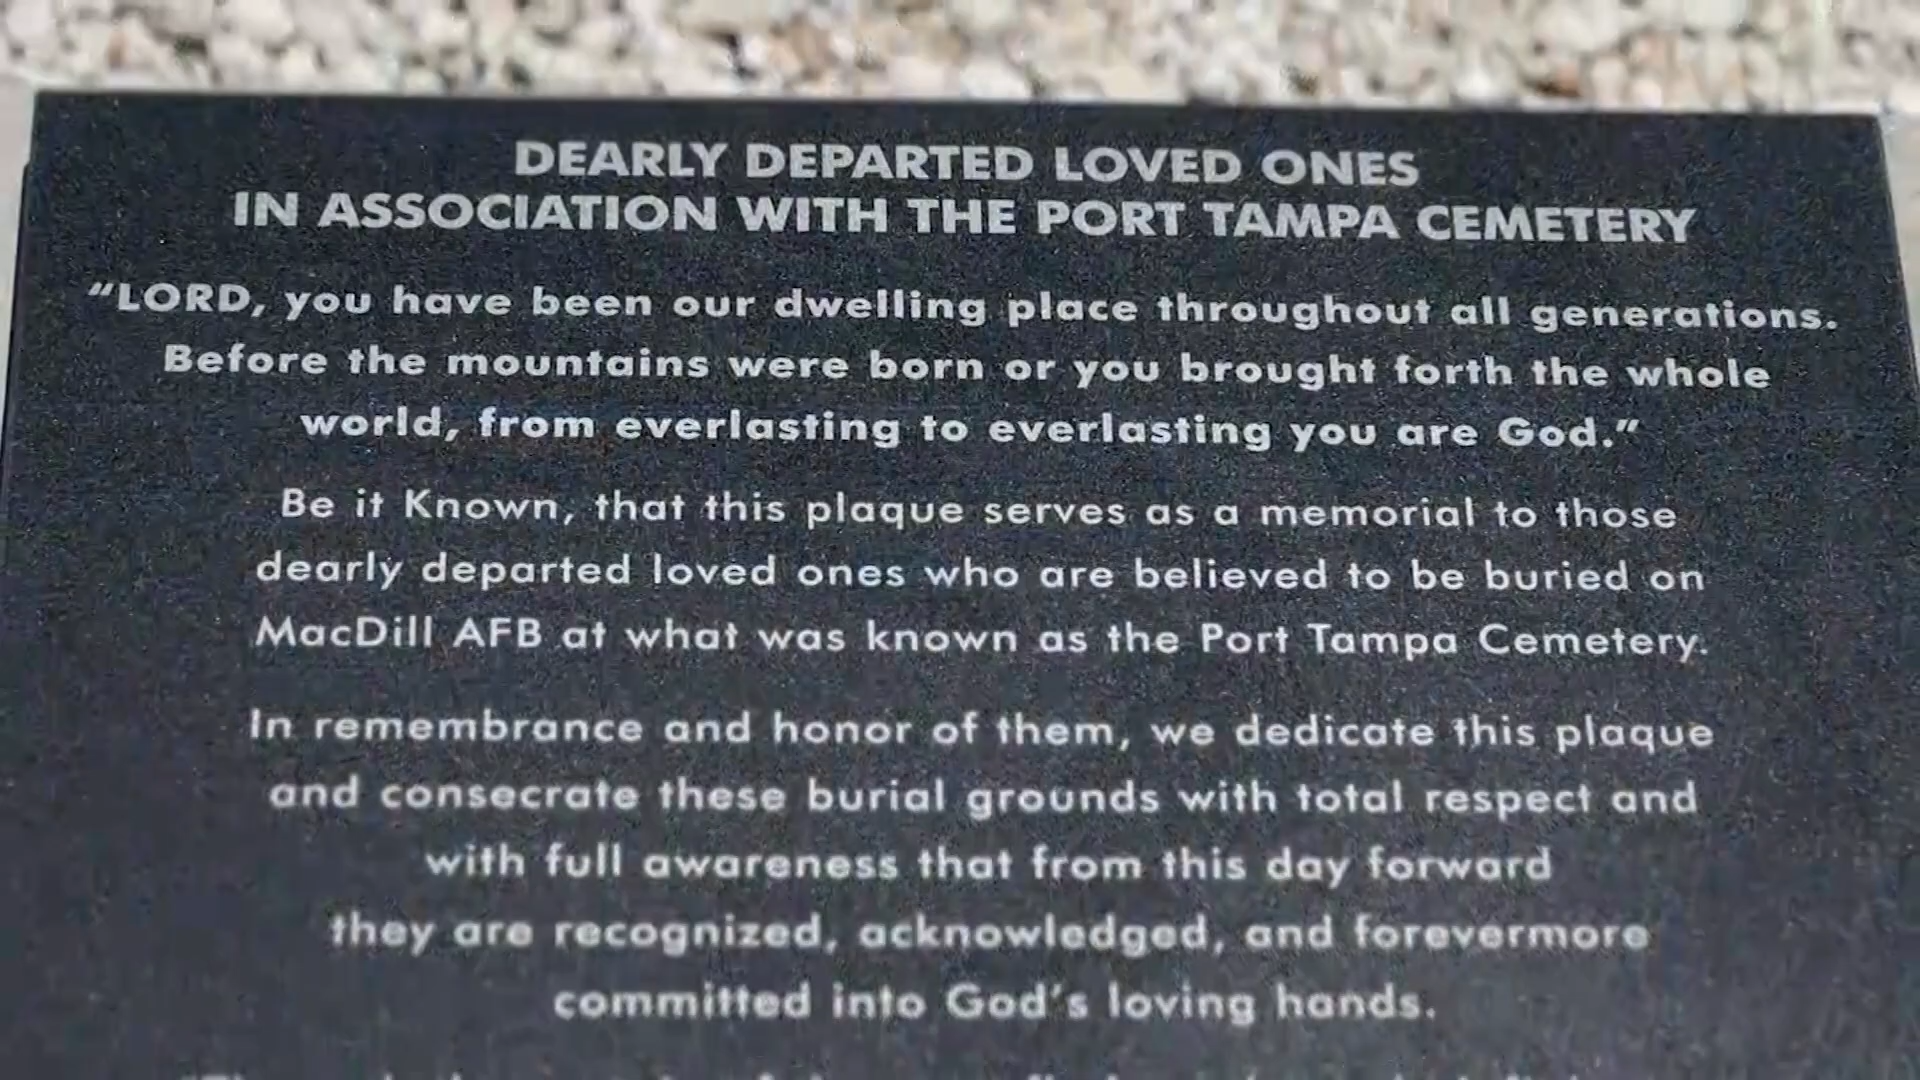 DEARLY DEPARTED LOVED ONES
IN ASSOCIATION WITH THE PORT TAMPA CEMETERY
“LORD, you have been our dwelling place throughout all generations.
Before the mountains were born or you brought forth the whole
world, from everlasting to everlasting you are God.”
Be it Known, that this plaque serves as a memorial to those
dearly departed loved ones who are believed to be buried on
MacDill AFB at what was known as the Port Tampa Cemetery.
In remembrance and honor of them, we dedicate this plaque
and consecrate these burial grounds with total respect and
with full awareness that from this day forward
they are recognized, acknowledged, and forevermore
committed into God's loving hands.